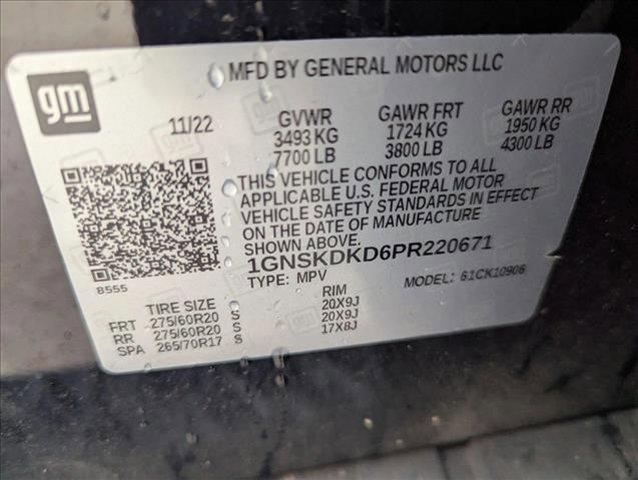 gm
MFD BY GENERAL MOTORS LLC
11/22 GVWR GAWR FRT GAWR RR
3493 KG 1724 KG 1950 KG
7700 LB 3800 LB 4300 LB
THIS VEHICLE CONFORMS TO ALL
APPLICABLE U.S. FEDERAL MOTOR
VEHICLE SAFETY STANDARDS IN EFFECT
ON THE DATE OF MANUFACTURE
SHOWN ABOVE.
1GNSKDKD6PR220671
8555 TYPE: MPV MODEL: 61CK10906
TIRE SIZE RIM
FRT 275/60R20 S 20X9J
RR 275/60R20 S 20X9J
SPA 265/70R17 S 17X8J